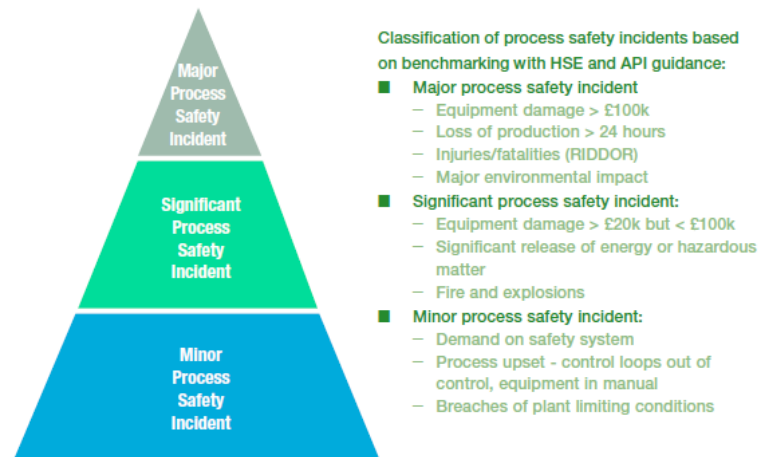 Major
Process
Safety
Incident
Significant
Process
Safety
Incident
Minor
Process
Safety
Incident
Classification of process safety incidents based
on benchmarking with HSE and API guidance:
■ Major process safety incident
– Equipment damage > £100k
– Loss of production > 24 hours
– Injuries/fatalities (RIDDOR)
– Major environmental impact
■ Significant process safety incident:
– Equipment damage > £20k but < £100k
– Significant release of energy or hazardous
matter
– Fire and explosions
■ Minor process safety incident:
– Demand on safety system
– Process upset - control loops out of
control, equipment in manual
– Breaches of plant limiting conditions